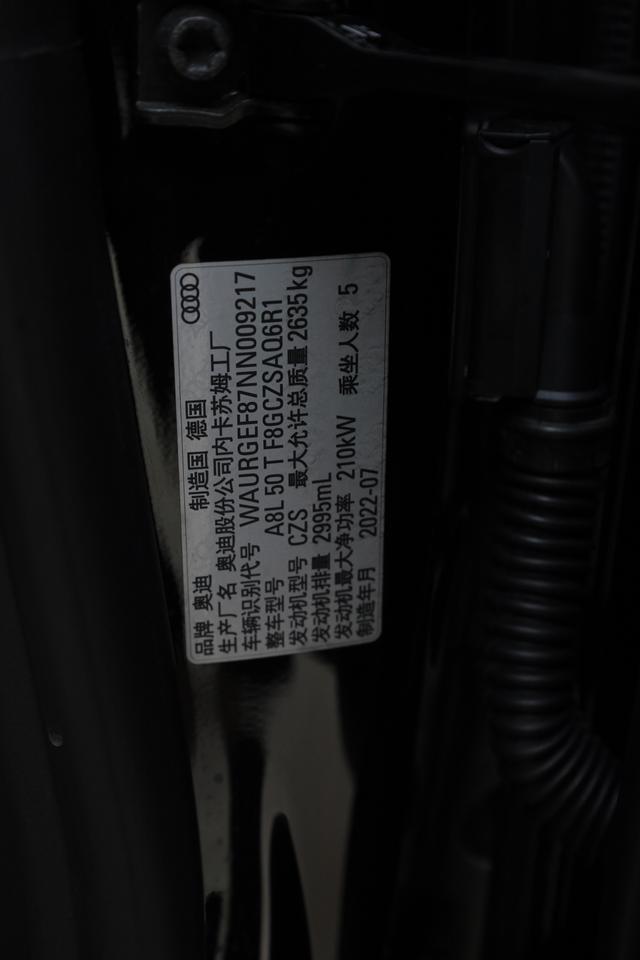 品牌 奥迪 制造国 德国
生产厂名 奥迪股份公司内卡苏姆工厂
车辆识别代号 WAURGEF87NN009217
整车型号 A8L 50 T F8GCZSAQ6R1
发动机型号 CZS 最大允许总质量 2635kg
发动机排量 2995mL
发动机最大净功率 210kW 乘坐人数 5
制造年月 2022-07